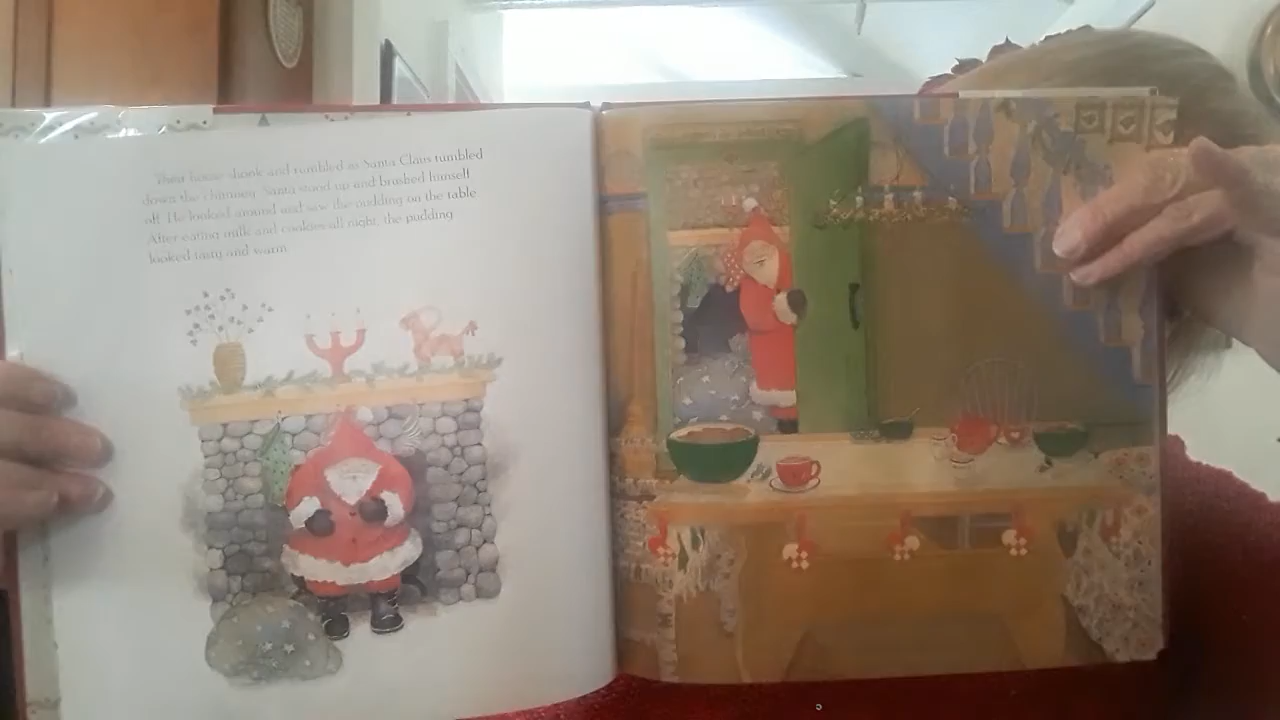 Their house shook and rumbled as Santa Claus tumbled
down the chimney. Santa stood up and brushed himself
off. He looked around and saw the pudding on the table.
After eating milk and cookies all night, the pudding
looked tasty and warm.